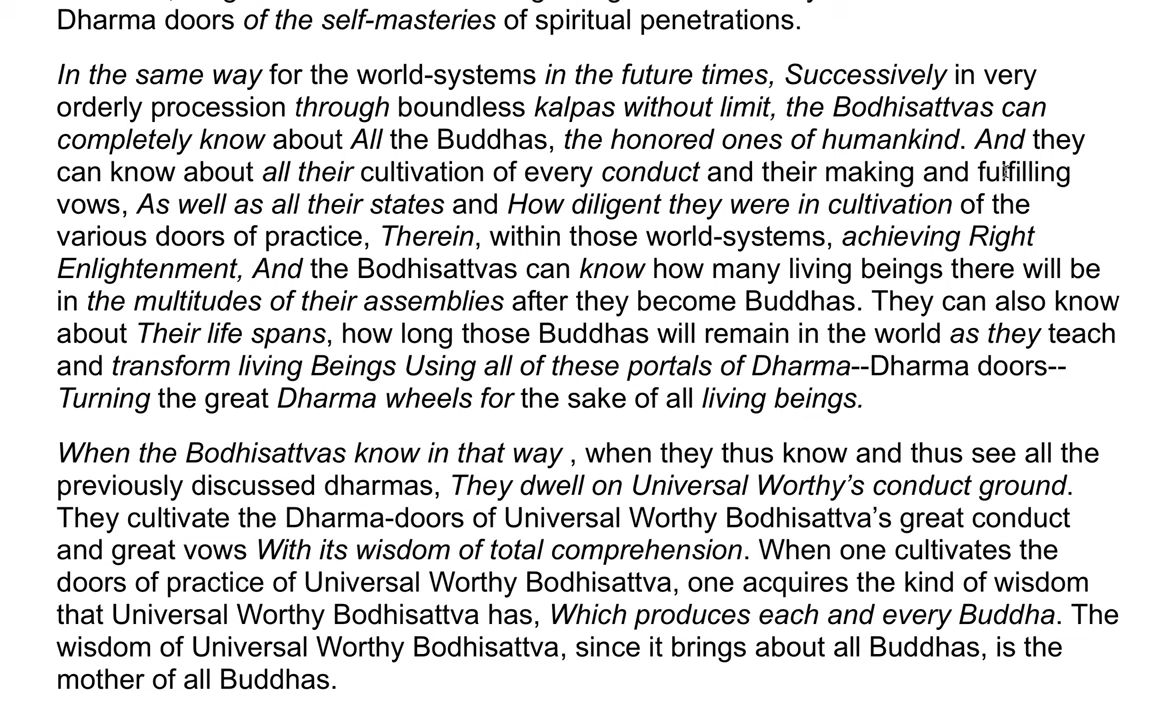 Dharma doors of the self-masteries of spiritual penetrations.
In the same way for the world-systems in the future times, Successively in very
orderly procession through boundless kalpas without limit, the Bodhisattvas can
completely know about All the Buddhas, the honored ones of humankind. And they
can know about all their cultivation of every conduct and their making and fulfilling
vows, As well as all their states and How diligent they were in cultivation of the
various doors of practice, Therein, within those world-systems, achieving Right
Enlightenment, And the Bodhisattvas can know how many living beings there will be
in the multitudes of their assemblies after they become Buddhas. They can also know
about Their life spans, how long those Buddhas will remain in the world as they teach
and transform living Beings Using all of these portals of Dharma--Dharma doors--
Turning the great Dharma wheels for the sake of all living beings.
When the Bodhisattvas know in that way , when they thus know and thus see all the
previously discussed dharmas, They dwell on Universal Worthy's conduct ground.
They cultivate the Dharma-doors of Universal Worthy Bodhisattva's great conduct
and great vows With its wisdom of total comprehension. When one cultivates the
doors of practice of Universal Worthy Bodhisattva, one acquires the kind of wisdom
that Universal Worthy Bodhisattva has, Which produces each and every Buddha. The
wisdom of Universal Worthy Bodhisattva, since it brings about all Buddhas, is the
mother of all Buddhas.